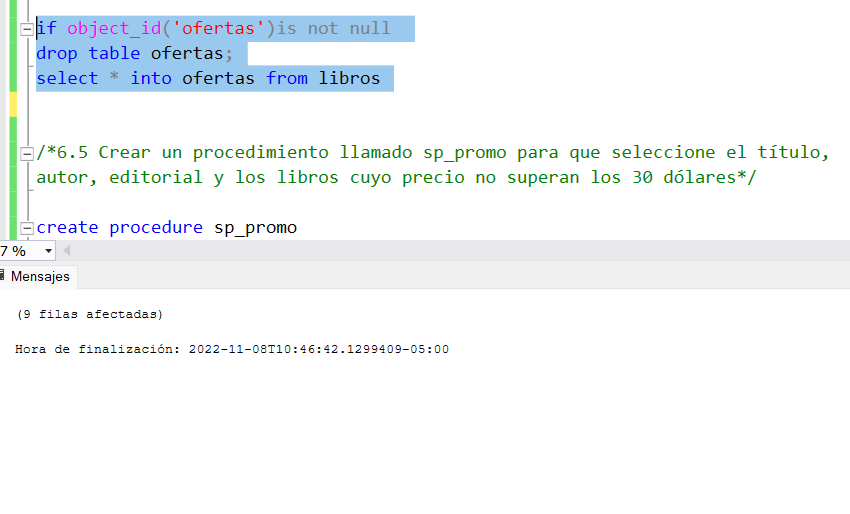 if object_id('ofertas')is not null
drop table ofertas;
select * into ofertas from libros
/*6.5 Crear un procedimiento llamado sp_promo para que seleccione el título,
autor, editorial y los libros cuyo precio no superan los 30 dólares*/
create procedure sp_promo
7 %
Mensajes
(9 filas afectadas)
Hora de finalización: 2022-11-08T10:46:42.1299409-05:00